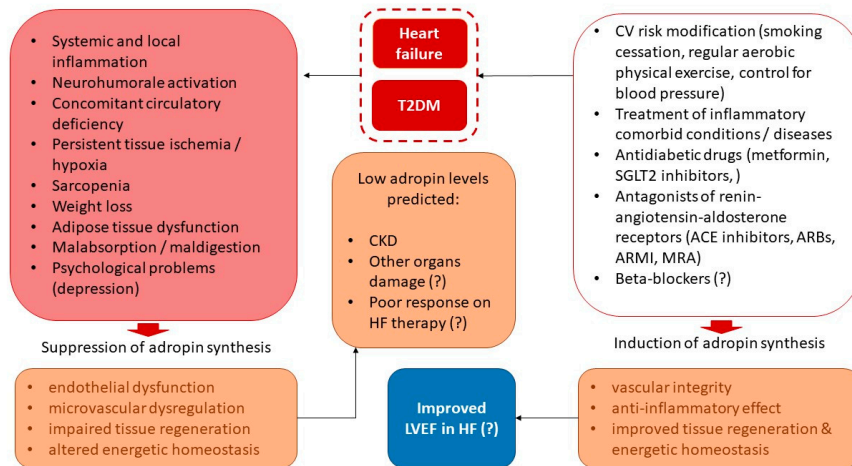 • Systemic and local
inflammation
• Neurohumorale activation
• Concomitant circulatory
deficiency
• Persistent tissue ischemia /
hypoxia
• Sarcopenia
• Weight loss
• Adipose tissue dysfunction
• Malabsorption / maldigestion
• Psychological problems
(depression)
Suppression of adropin synthesis
• endothelial dysfunction
• microvascular dysregulation
• impaired tissue regeneration
• altered energetic homeostasis
Heart
failure
T2DM
Low adropin levels
predicted:
• CKD
• Other organs
damage (?)
• Poor response on
HF therapy (?)
Improved
LVEF in HF (?)
• CV risk modification (smoking
cessation, regular aerobic
physical exercise, control for
blood pressure)
• Treatment of inflammatory
comorbid conditions / diseases
• Antidiabetic drugs (metformin,
SGLT2 inhibitors, )
• Antagonists of renin-
angiotensin-aldosterone
receptors (ACE inhibitors, ARBs,
ARMI, MRA)
• Beta-blockers (?)
Induction of adropin synthesis
• vascular integrity
• anti-inflammatory effect
• improved tissue regeneration &
energetic homeostasis